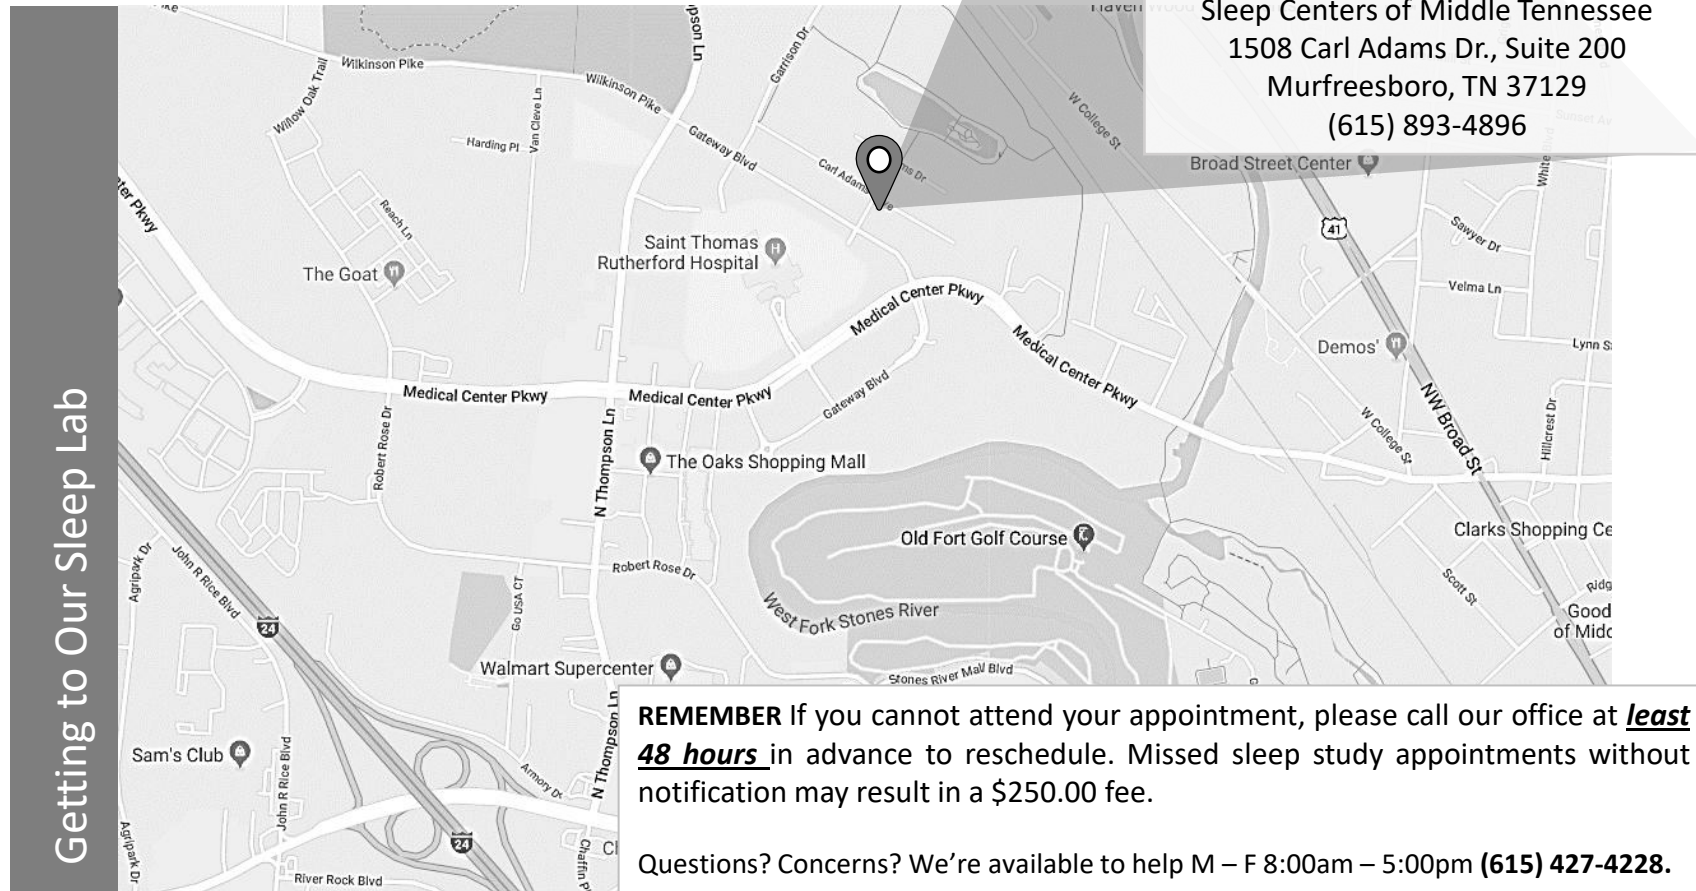 Getting to Our Sleep Lab
Sleep Centers of Middle Tennessee
1508 Carl Adams Dr., Suite 200
Murfreesboro, TN 37129
(615) 893-4896
Wilkinson Pike
Willow Oak Trail
Van Cleve Ln
Harding Pl
Wilkinson Pike
Garrison Dr
Gateway Blvd
Carl Adams
W College St
Broad Street Center
Sunset Av
41
Sawyer Dr
Velma Ln
Reach Ln
The Goat
Saint Thomas
Rutherford Hospital
H
Medical Center Pkwy
Medical Center Pkwy
Demos'
Medical Center Pkwy
Medical Center Pkwy
Gateway Blvd
Robert Rose Dr
N Thompson Ln
The Oaks Shopping Mall
W College St
NW Broad St
Hillcrest Dr
Old Fort Golf Course
Clarks Shopping Ce
Agripark Dr
John R Rice Blvd
Robert Rose Dr
Go USA CT
Scott St
West Fork Stones River
24
Good
of Midd
Walmart Supercenter
Stones River Mall Blvd
Sam's Club
John R Rice Blvd
N Thompson Ln
Armory Dr
Agripark Dr
24
River Rock Blvd
REMEMBER If you cannot attend your appointment, please call our office at least
48 hours in advance to reschedule. Missed sleep study appointments without
notification may result in a $250.00 fee.
Questions? Concerns? We’re available to help M – F 8:00am – 5:00pm (615) 427-4228.